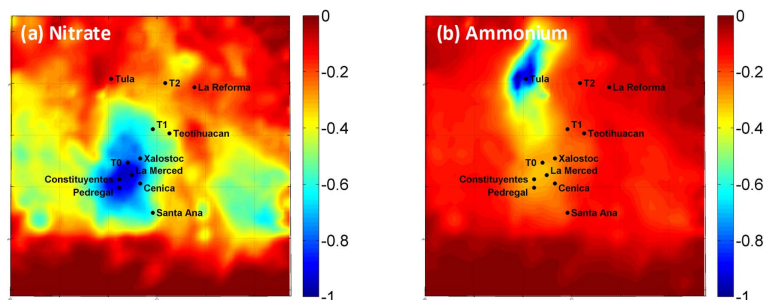 (a) Nitrate
Tula
T2
La Reforma
T1
Teotihuacan
T0
Xalostoc
La Merced
Constituyentes
Pedregal
Cenica
Santa Ana
0
-0.2
-0.4
-0.6
-0.8
-1
(b) Ammonium
Tula
T2
La Reforma
T1
Teotihuacan
T0
Xalostoc
La Merced
Constituyentes
Pedregal
Cenica
Santa Ana
0
-0.2
-0.4
-0.6
-0.8
-1